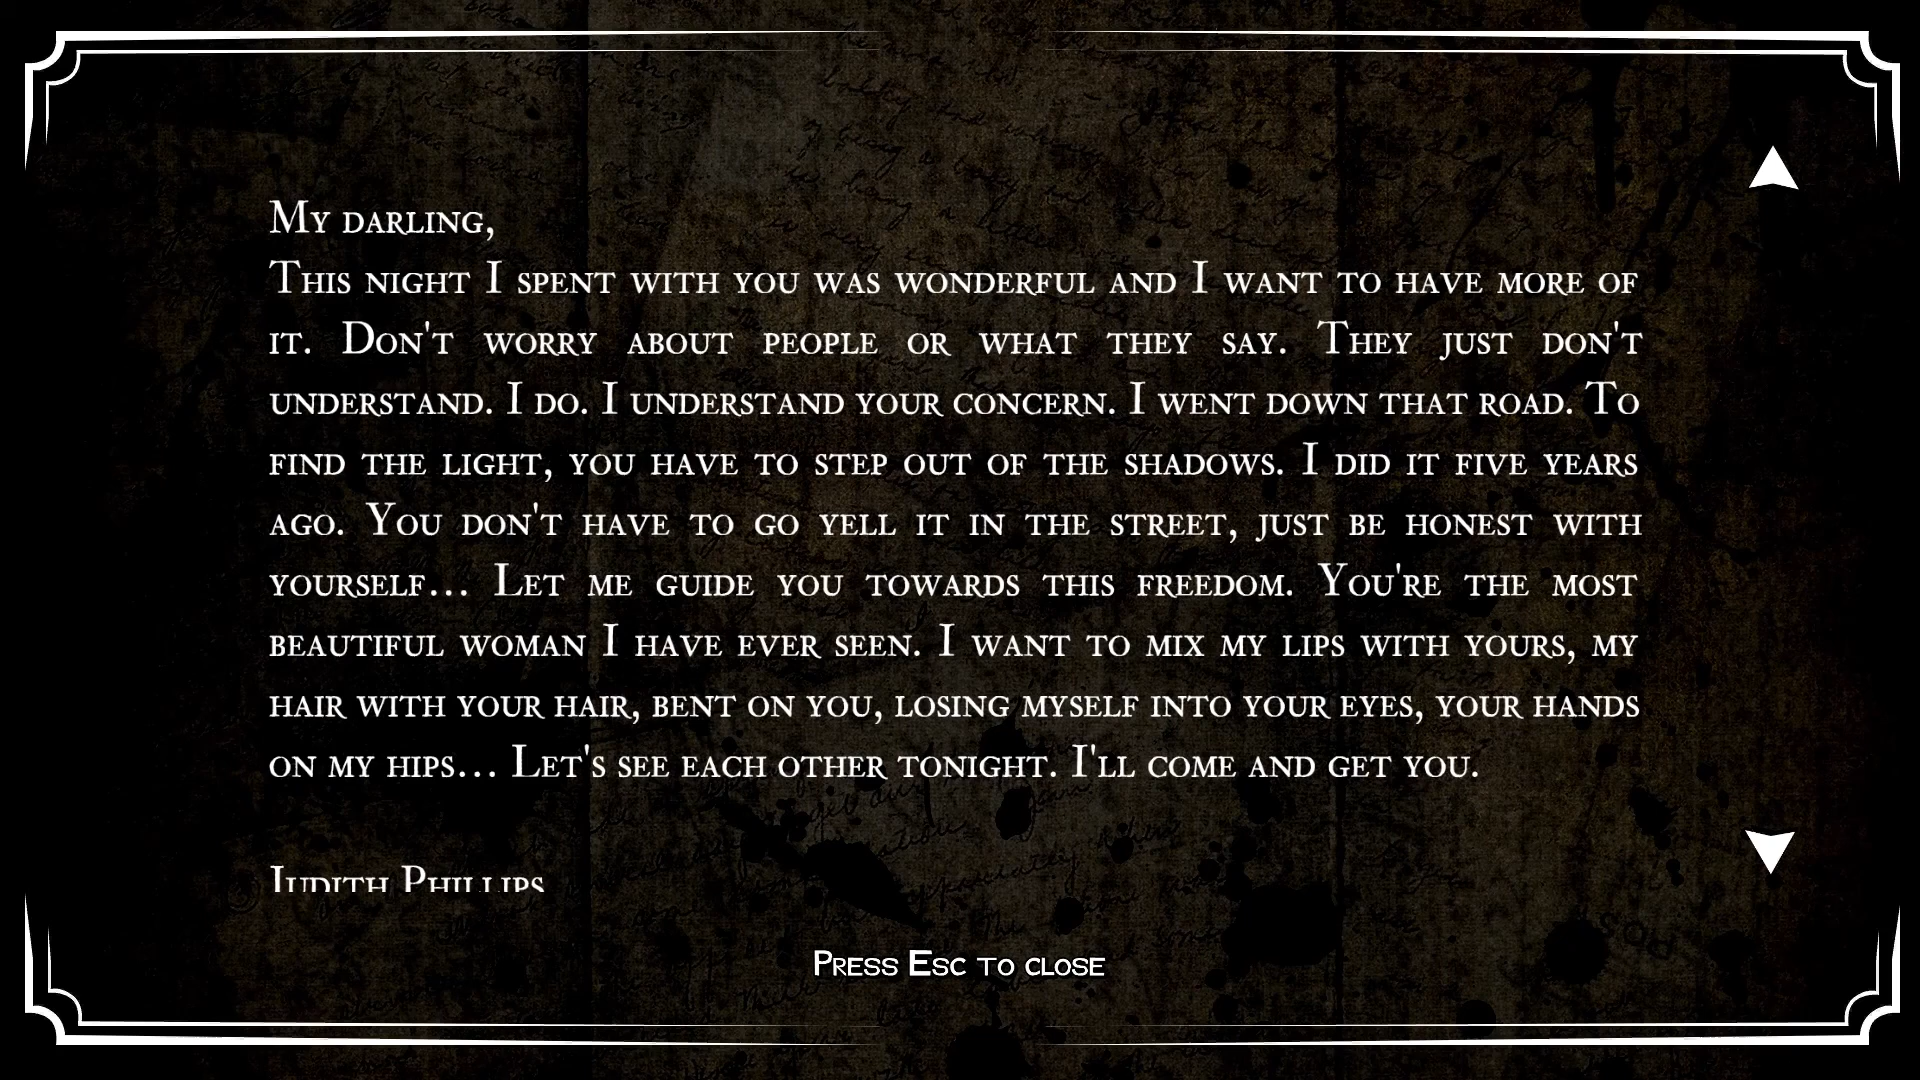 My darling,
This night I spent with you was wonderful and I want to have more of
it. Don't worry about people or what they say. They just don't
understand. I do. I understand your concern. I went down that road. To
find the light, you have to step out of the shadows. I did it five years
ago. You don't have to go yell it in the street, just be honest with
yourself... Let me guide you towards this freedom. You're the most
beautiful woman I have ever seen. I want to mix my lips with yours, my
hair with your hair, bent on you, losing myself into your eyes, your hands
on my hips... Let's see each other tonight. I'll come and get you.
Judith Phillips
Press Esc to close